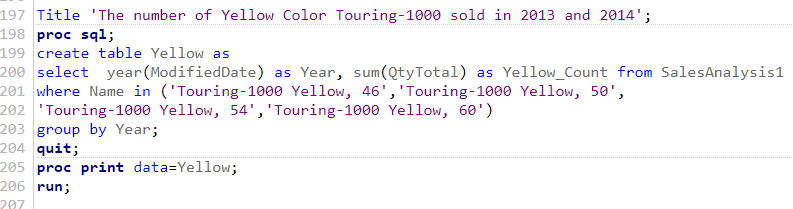 197 Title 'The number of Yellow Color Touring-1000 sold in 2013 and 2014';
198 proc sql;
199 create table Yellow as
200 select  year(ModifiedDate) as Year, sum(QtyTotal) as Yellow_Count from SalesAnalysis1
201 where Name in ('Touring-1000 Yellow, 46','Touring-1000 Yellow, 50',
202 'Touring-1000 Yellow, 54','Touring-1000 Yellow, 60')
203 group by Year;
204 quit;
205 proc print data=Yellow;
206 run;
207